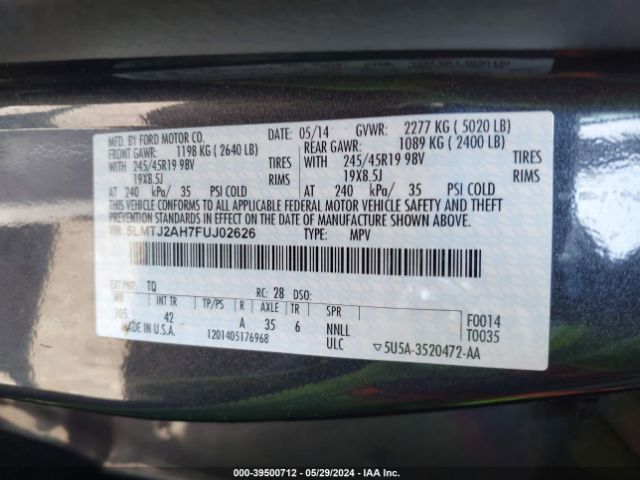 MFD. BY FORD MOTOR CO.
DATE: 05/14 GVWR: 2277 KG ( 5020 LB)
FRONT GAWR: 1198 KG ( 2640 LB) REAR GAWR: 1089 KG ( 2400 LB)
WITH 245/45R19 98V TIRES WITH 245/45R19 98V TIRES
19X8.5J RIMS 19X8.5J RIMS
AT 240 kPa/ 35 PSI COLD AT 240 kPa/ 35 PSI COLD
THIS VEHICLE CONFORMS TO ALL APPLICABLE FEDERAL MOTOR VEHICLE SAFETY AND THEFT PREVENTION STANDARDS IN EFFECT ON THE DATE OF MANUFACTURE SHOWN ABOVE.
VIN: 5LMTJ2AH7FUJ02626 TYPE: MPV
EXT PNT: TQ RC: 28 DSO:
WB INT TR TP/PS R AXLE TR SPR
105 42 A 35 6 NNLL F0014
MADE IN U.S.A. ULC T0035
1201405176968 5U5A-3520472-AA
000-39500712 - 05/29/2024 - IAA Inc.